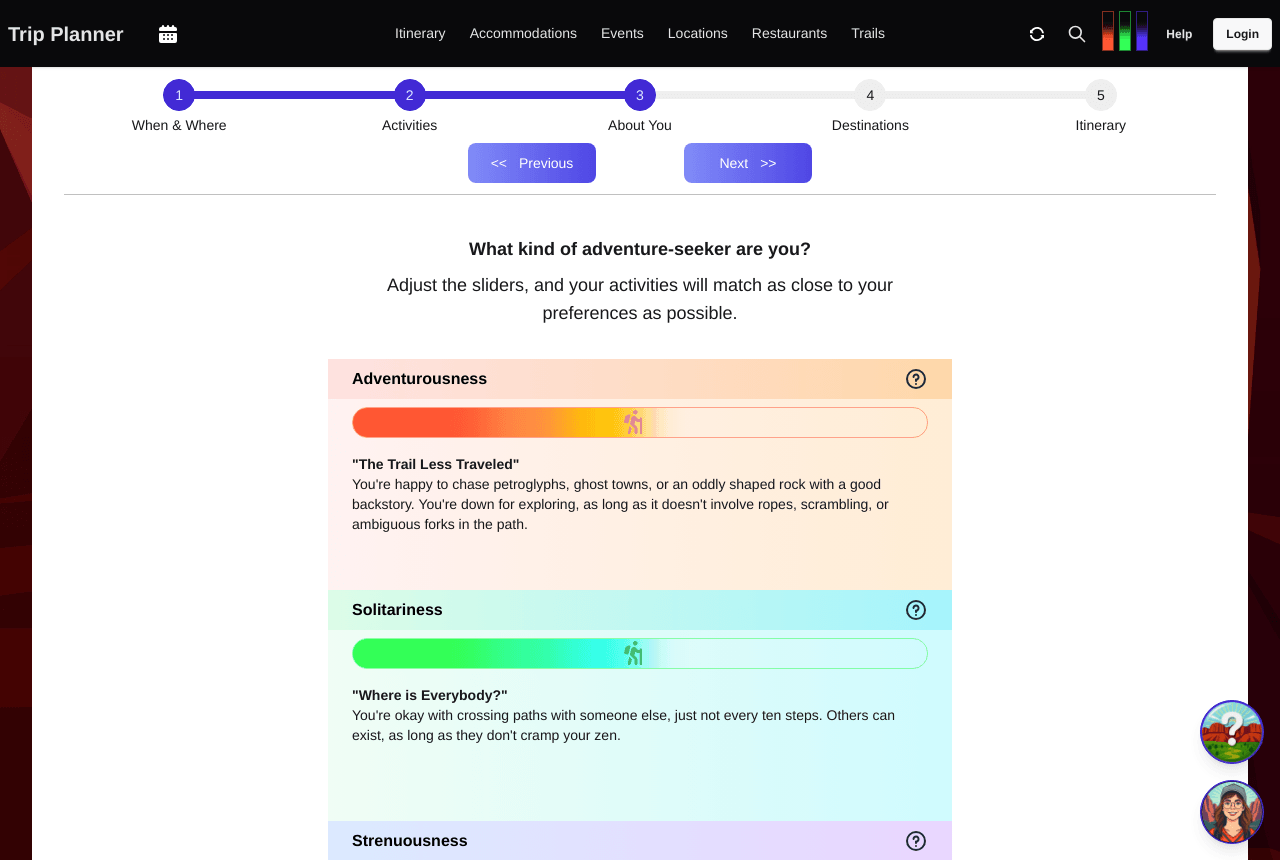 Trip Planner
Itinerary Accommodations Events Locations Restaurants Trails
Help
Login
1 2 3 4 5
When & Where Activities About You Destinations Itinerary
<< Previous Next >>
What kind of adventure-seeker are you?
Adjust the sliders, and your activities will match as close to your
preferences as possible.
Adventurousness
"The Trail Less Traveled"
You're happy to chase petroglyphs, ghost towns, or an oddly shaped rock with a good
backstory. You're down for exploring, as long as it doesn't involve ropes, scrambling, or
ambiguous forks in the path.
Solitariness
"Where is Everybody?"
You're okay with crossing paths with someone else, just not every ten steps. Others can
exist, as long as they don't cramp your zen.
Strenuousness